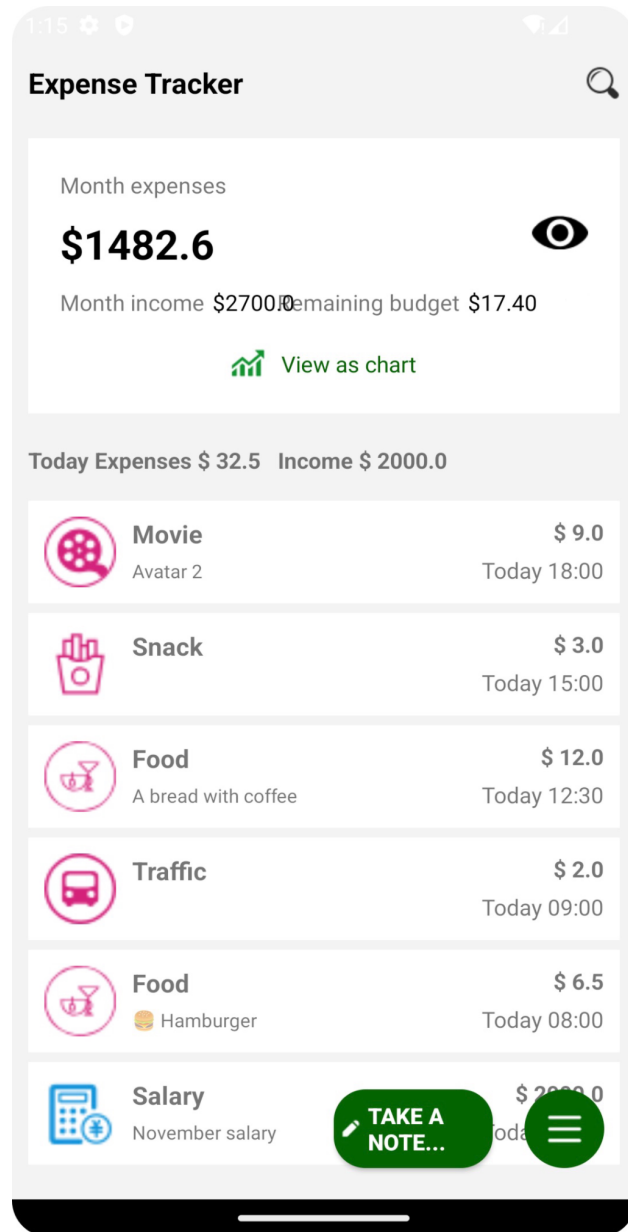 1:15
Expense Tracker
Month expenses
$1482.6
Month income $2700.0 Remaining budget $17.40
View as chart
Today Expenses $ 32.5 Income $ 2000.0
Movie $ 9.0
Avatar 2 Today 18:00
Snack $ 3.0
Today 15:00
Food $ 12.0
A bread with coffee Today 12:30
Traffic $ 2.0
Today 09:00
Food $ 6.5
🍔 Hamburger Today 08:00
Salary $
November salary
TAKE A
NOTE...